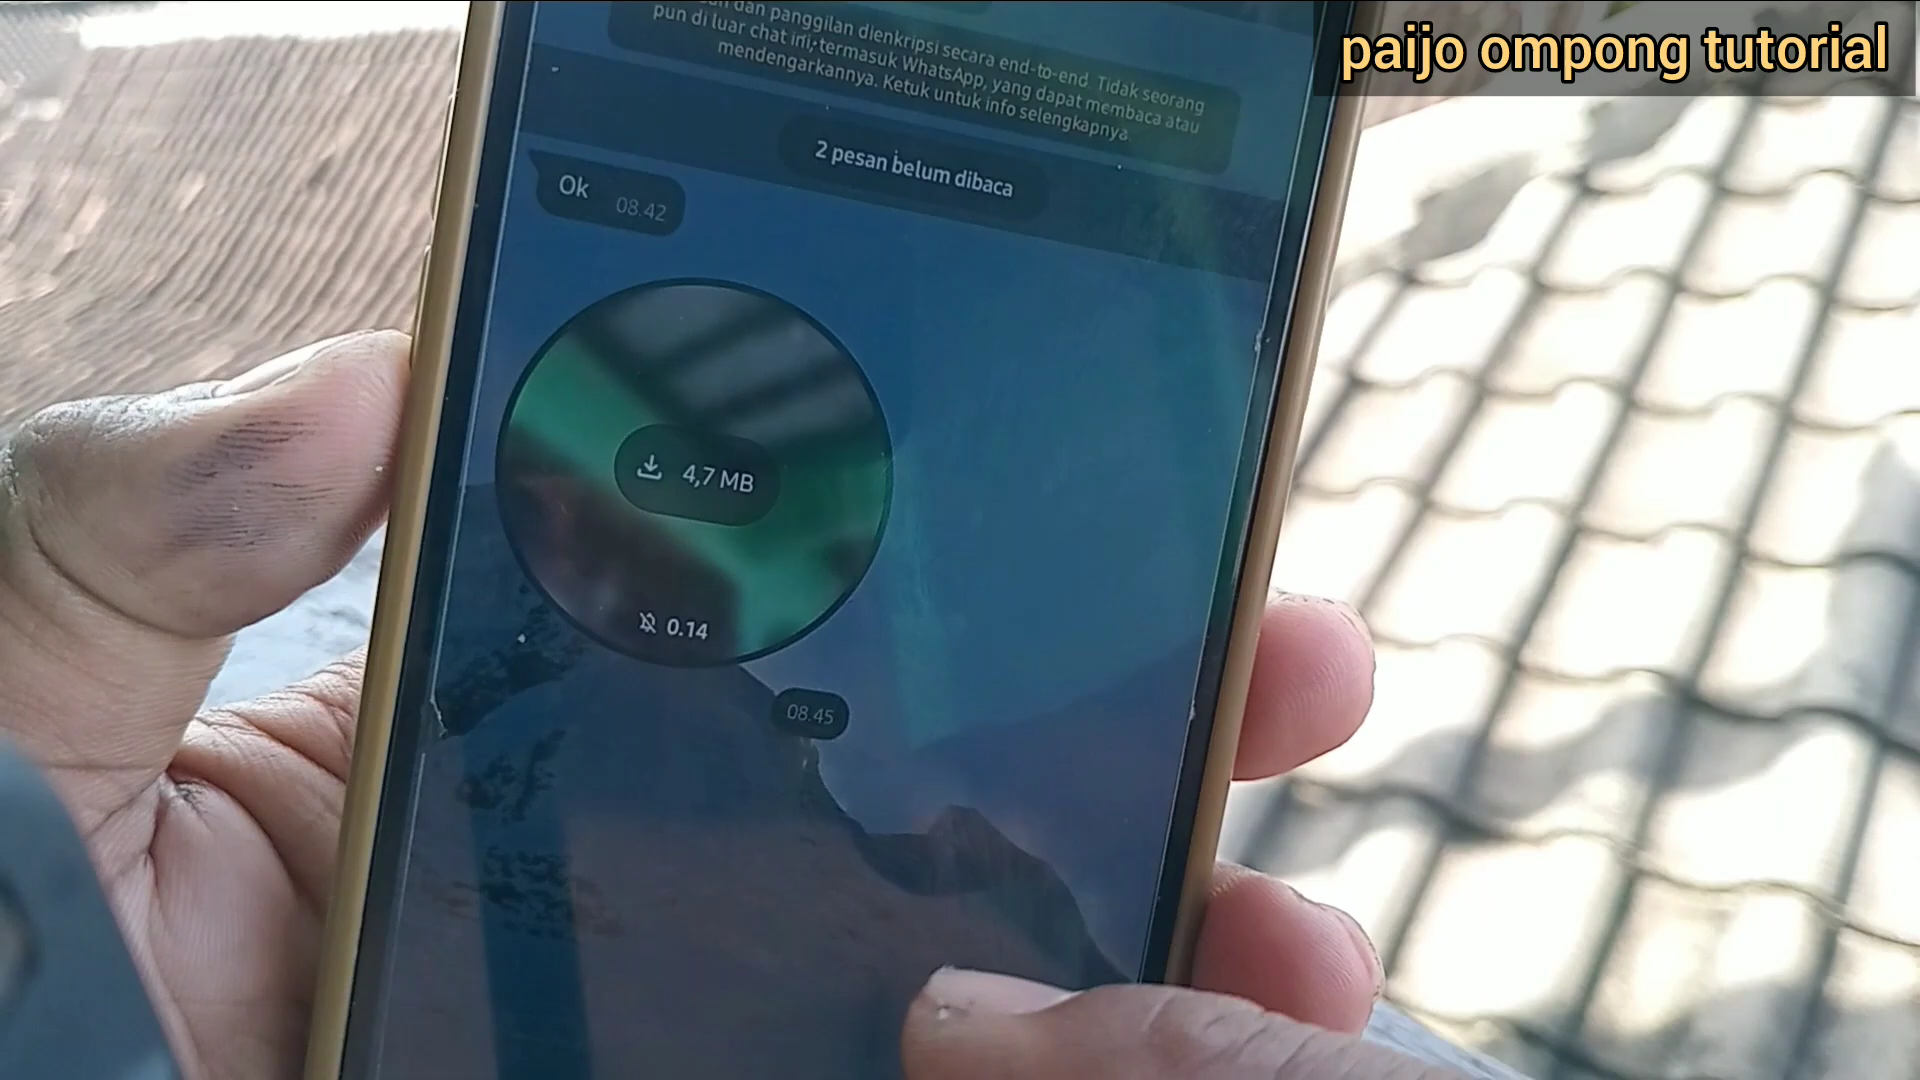 paijo ompong tutorial
dan panggilan dienkripsi secara end-to-end. Tidak seorang
pun di luar chat ini, termasuk WhatsApp, yang dapat membaca atau
mendengarkannya. Ketuk untuk info selengkapnya.
2 pesan belum dibaca
Ok 08.42
4,7 MB
0.14
08.45